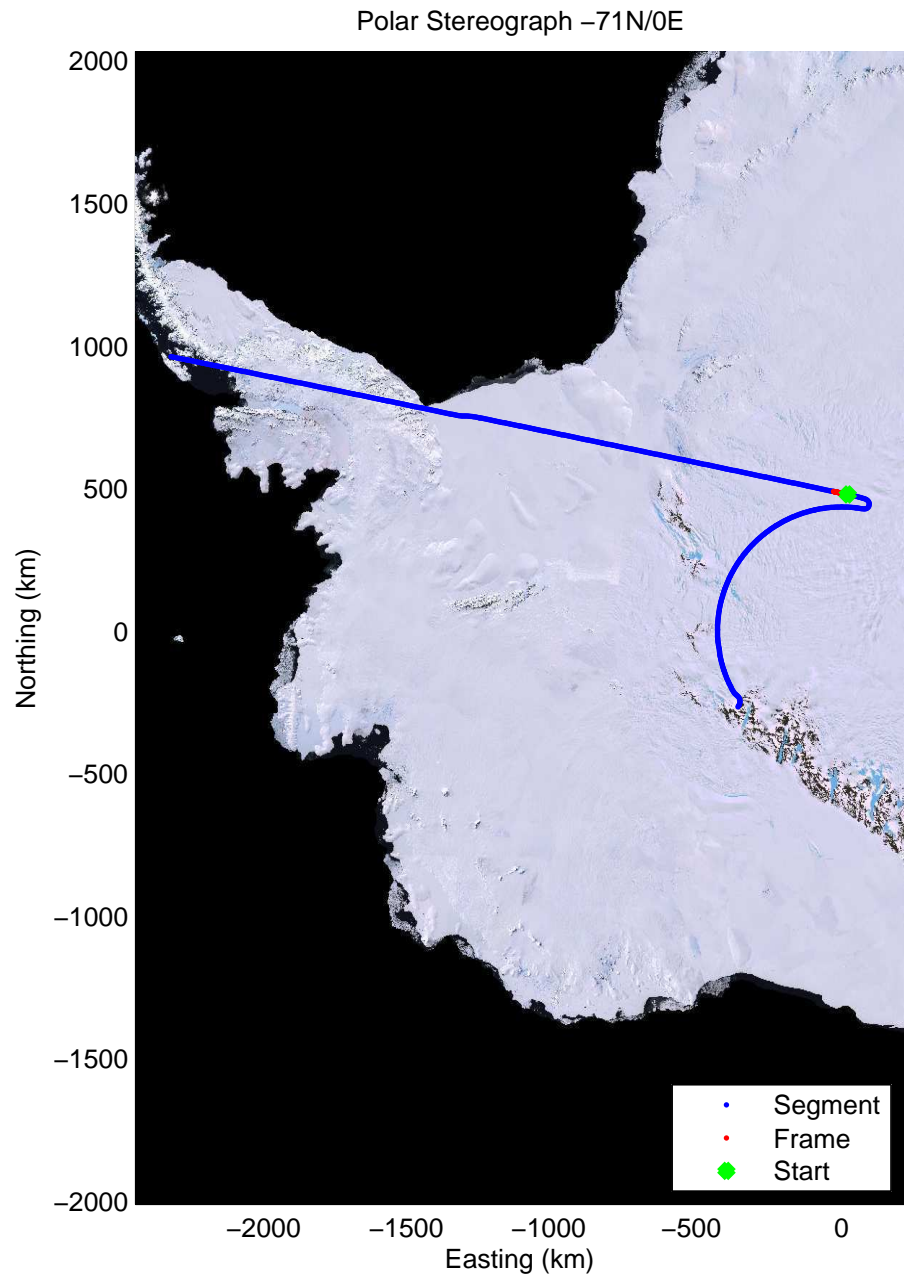 Polar Stereograph −71N/0E
2000
1500
1000
500
0
−500
−1000
−1500
−2000
Northing (km)
−2000 −1500 −1000 −500 0
Easting (km)
Segment
Frame
Start